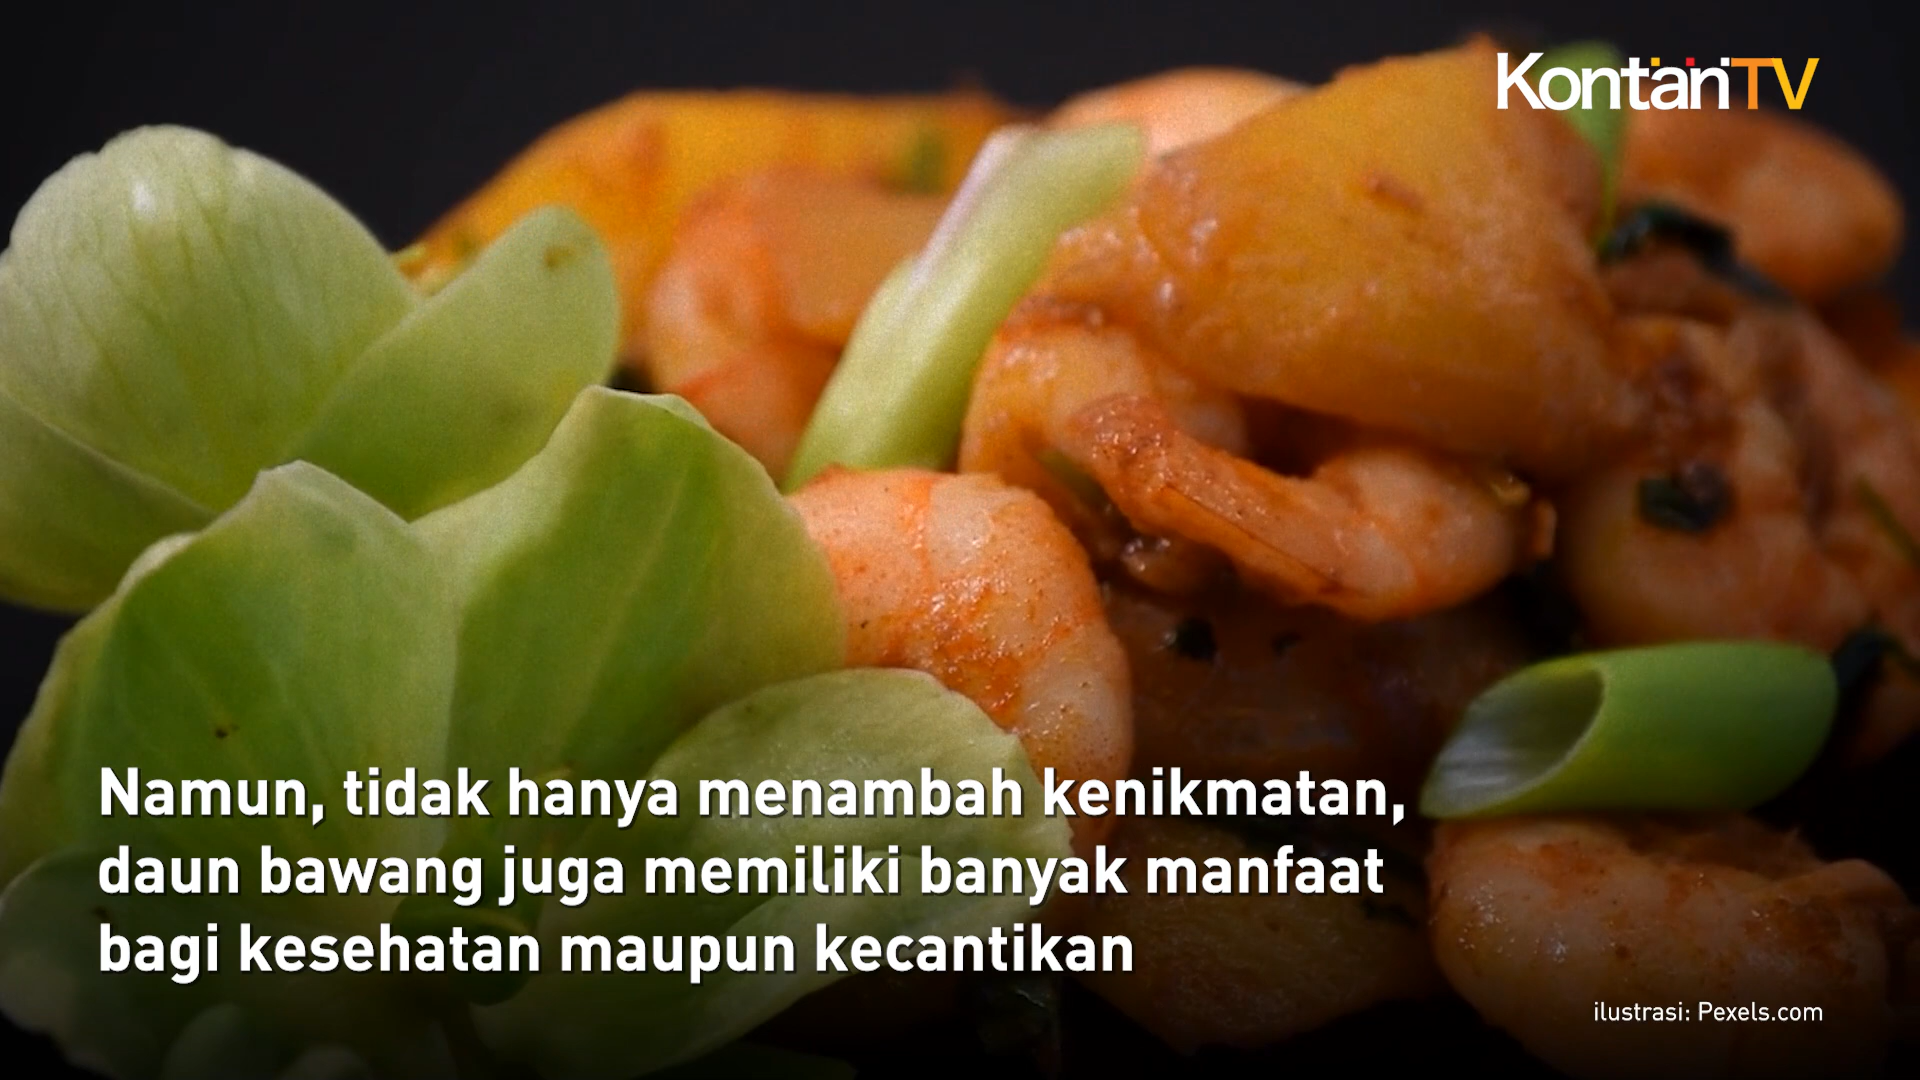 KontanTV
Namun, tidak hanya menambah kenikmatan,
daun bawang juga memiliki banyak manfaat
bagi kesehatan maupun kecantikan
ilustrasi: Pexels.com